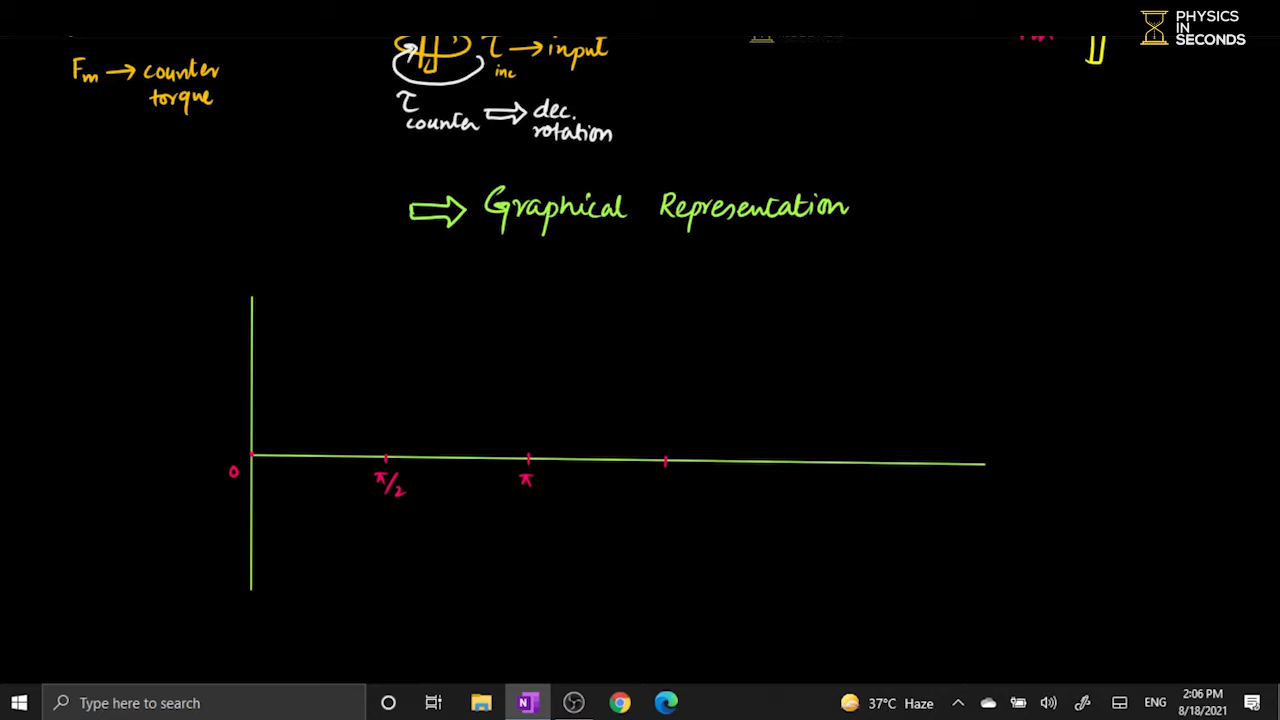 PHYSICS
IN
SECONDS
τ → input
inc
Fm → counter
torque
τ
counter ⇒ dec.
rotation
⇒ Graphical Representation
0
π/2
π
Type here to search
37°C Haze
ENG
2:06 PM
8/18/2021